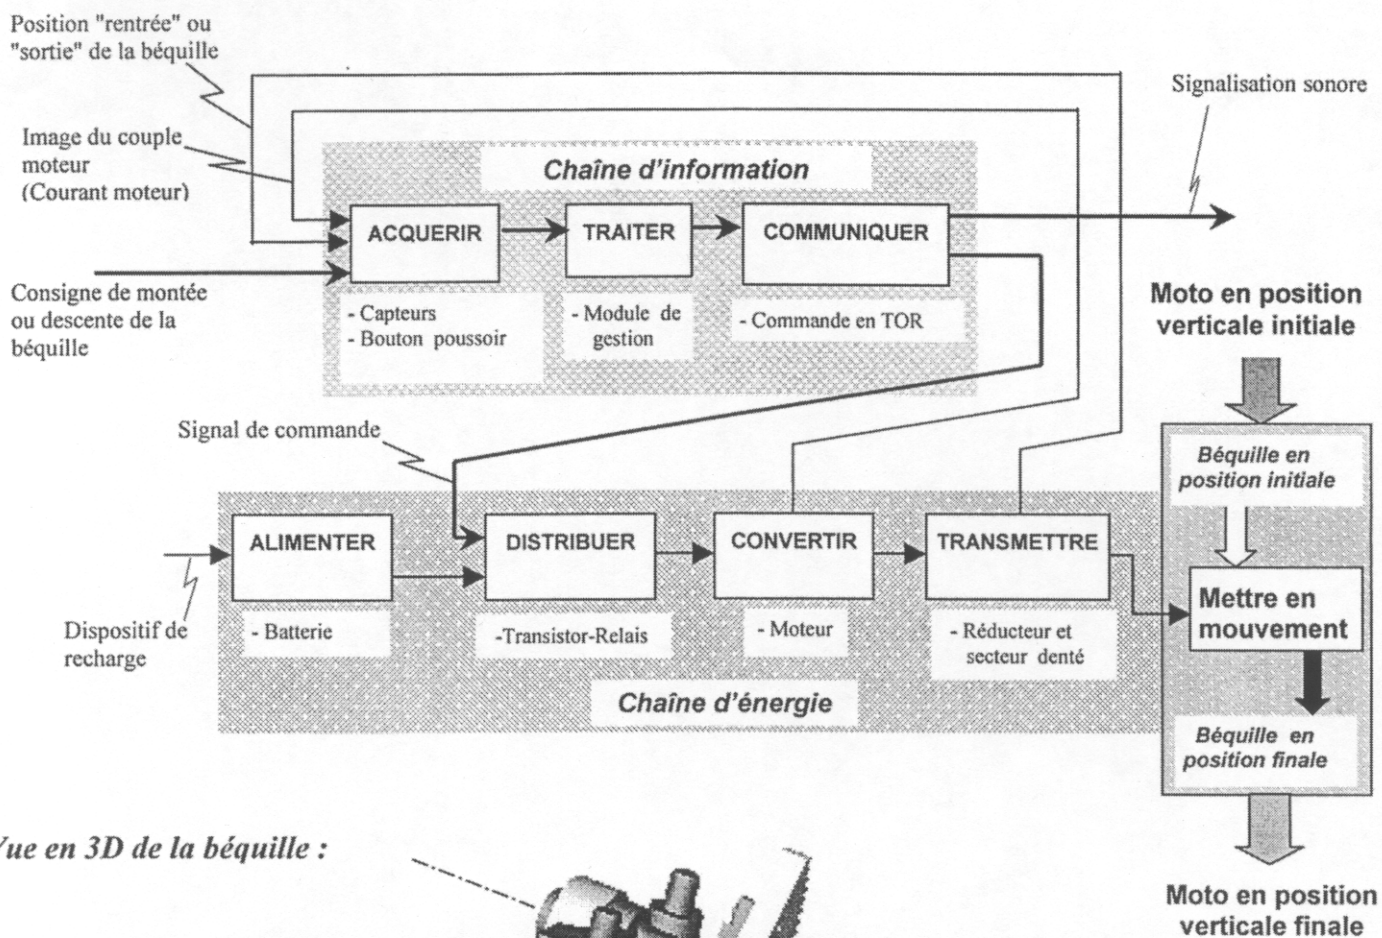 Position "rentrée" ou
"sortie" de la béquille
Signalisation sonore
Image du couple
moteur
(Courant moteur)
Chaîne d'information
ACQUERIR
TRAITER
COMMUNIQUER
Consigne de montée
ou descente de la
béquille
- Capteurs
- Bouton poussoir
- Module de
gestion
- Commande en TOR
Moto en position
verticale initiale
Signal de commande
Béquille en
position initiale
ALIMENTER
DISTRIBUER
CONVERTIR
TRANSMETTRE
Mettre en
mouvement
Dispositif de
recharge
- Batterie
-Transistor-Relais
- Moteur
- Réducteur et
secteur denté
Chaîne d'énergie
Béquille en
position finale
Vue en 3D de la béquille :
Moto en position
verticale finale